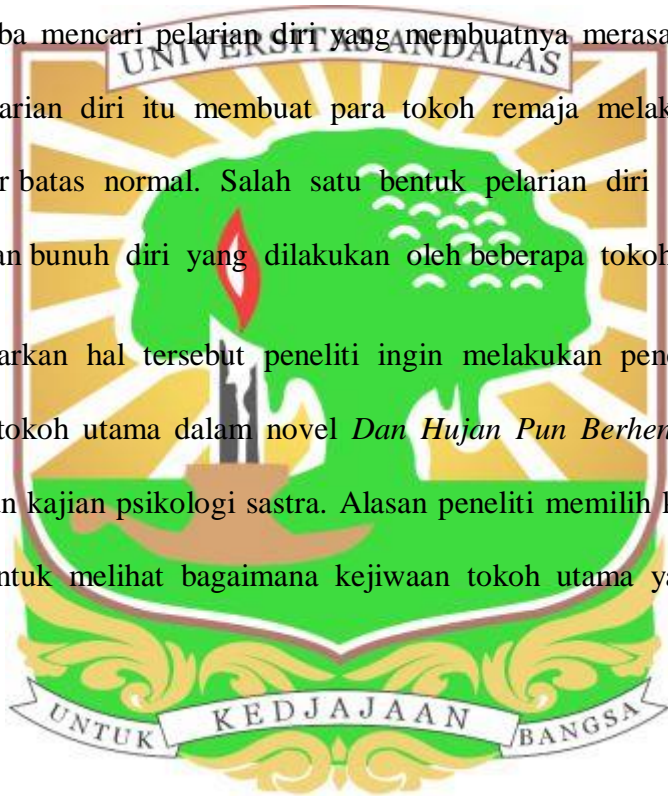 ba mencari pelarian diri yang membuatnya merasa
UNIVERSITAS ANDALAS
arian diri itu membuat para tokoh remaja melak
r batas normal. Salah satu bentuk pelarian diri
an bunuh diri yang dilakukan oleh beberapa tokoh
arkan hal tersebut peneliti ingin melakukan pene
tokoh utama dalam novel Dan Hujan Pun Berhen
n kajian psikologi sastra. Alasan peneliti memilih
ntuk melihat bagaimana kejiwaan tokoh utama ya
UNTUK KEDJAJAAN BANGSA